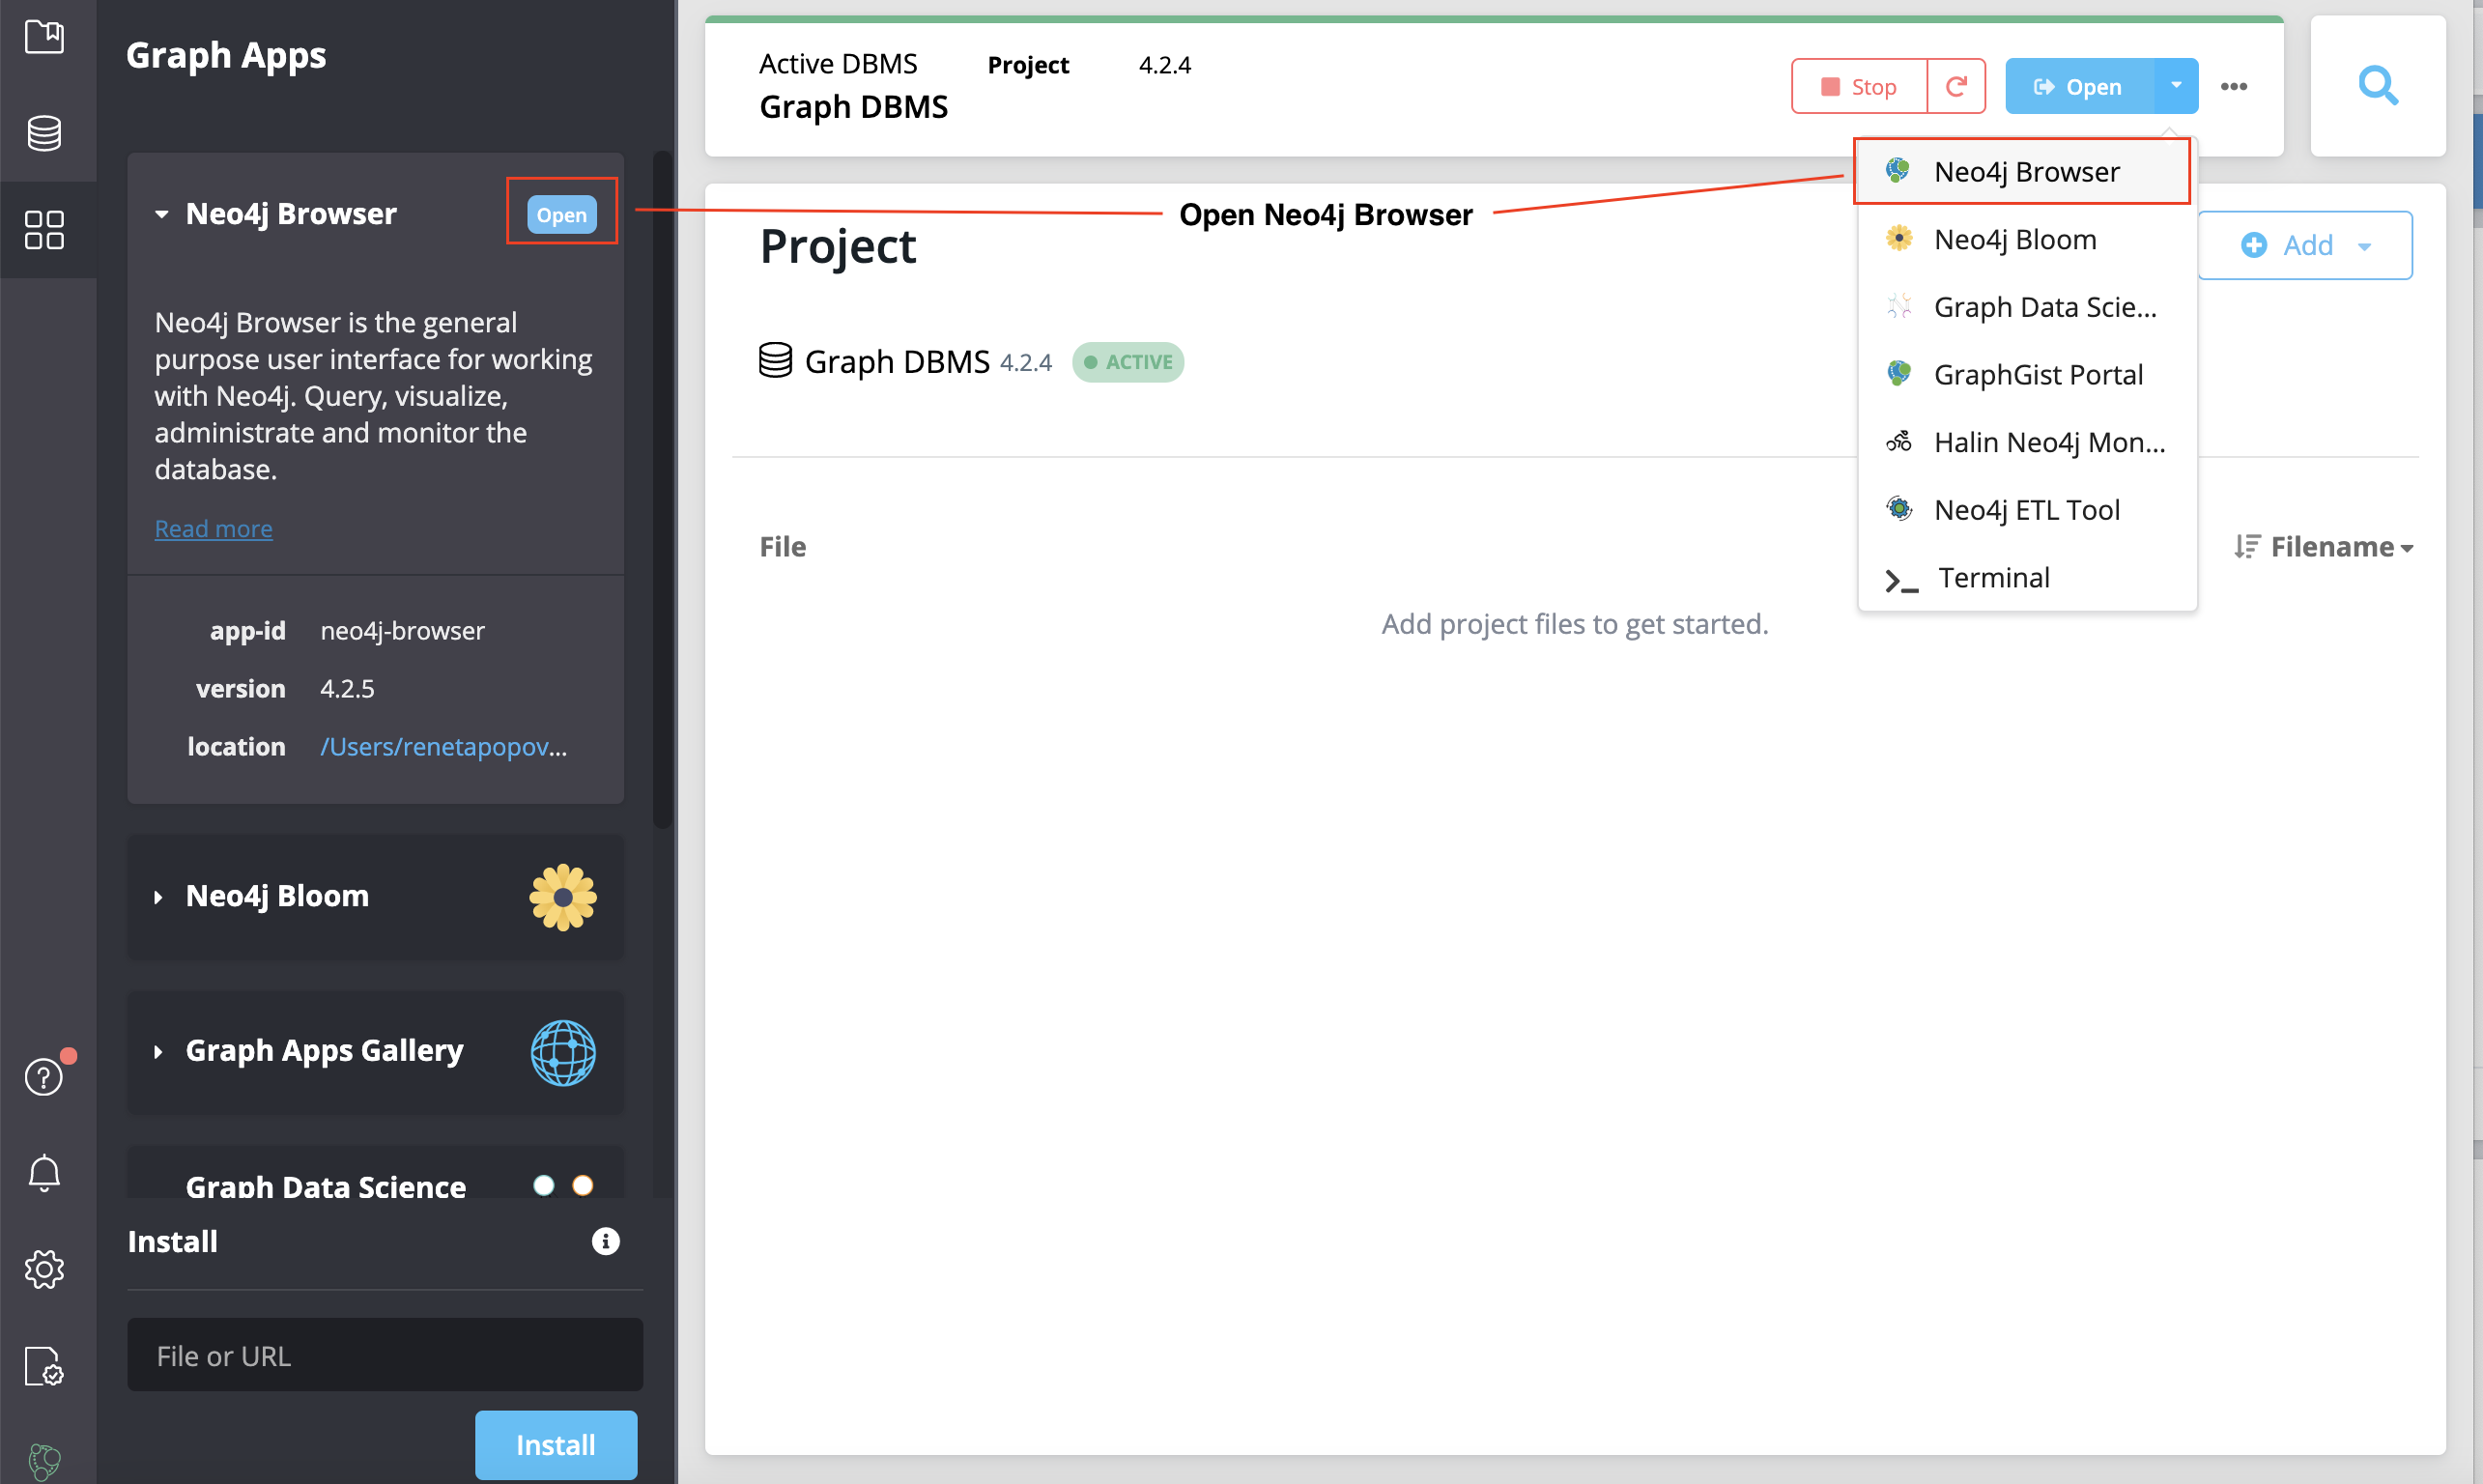 Graph Apps
Neo4j Browser
Open
Neo4j Browser is the general
purpose user interface for working
with Neo4j. Query, visualize,
administrate and monitor the
database.
Read more
app-id neo4j-browser
version 4.2.5
location /Users/renetapopov...
Neo4j Bloom
Graph Apps Gallery
Graph Data Science
Install
File or URL
Install
Active DBMS Project 4.2.4
Graph DBMS
Stop
Open
Open Neo4j Browser
Project
Add
Graph DBMS 4.2.4 ACTIVE
File
Filename
Add project files to get started.
Neo4j Browser
Neo4j Bloom
Graph Data Scie...
GraphGist Portal
Halin Neo4j Mon...
Neo4j ETL Tool
Terminal